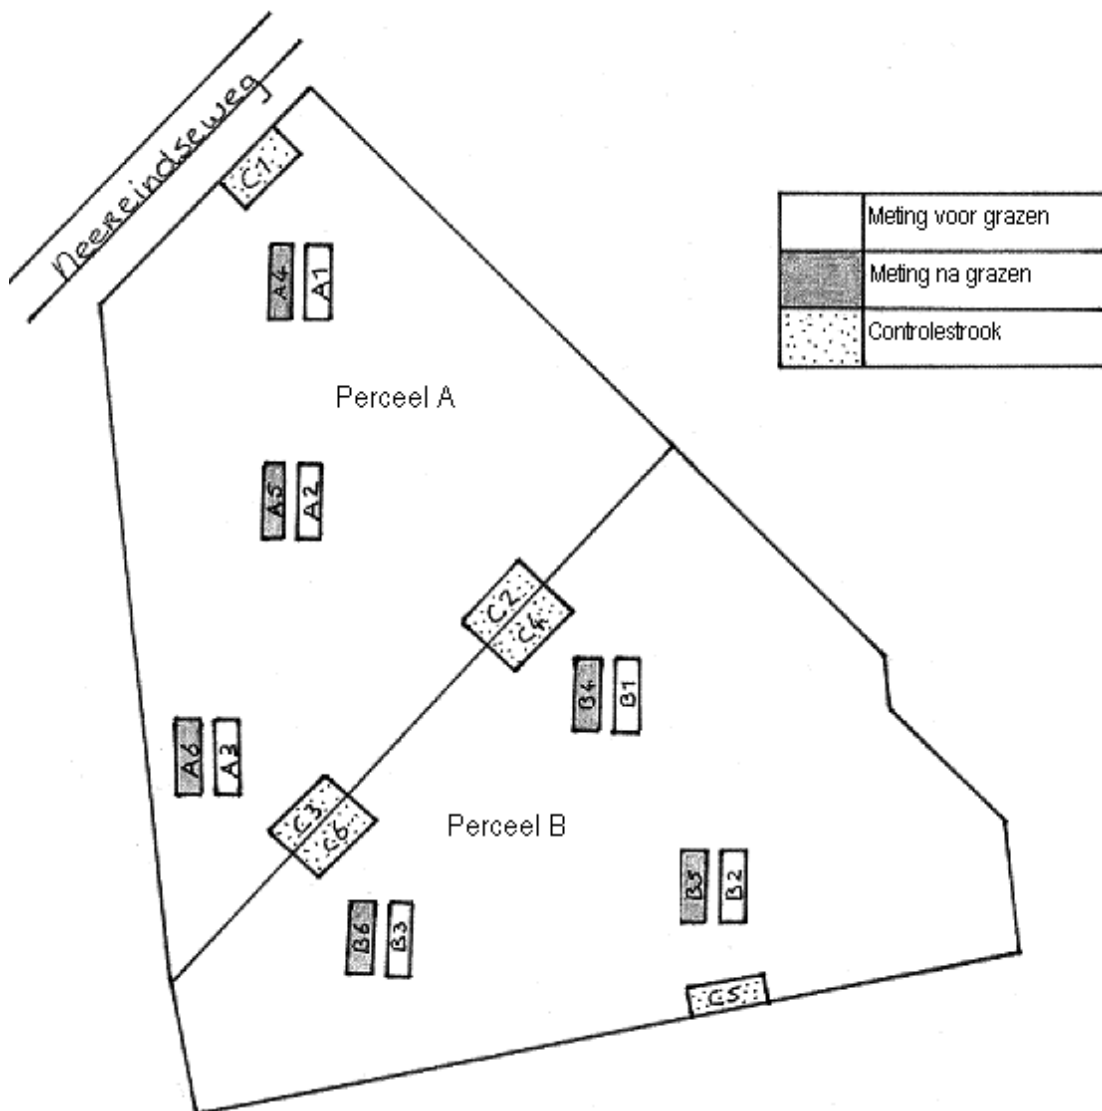 Neereindseweg
C1
Meting voor grazen
Meting na grazen
Controlestrook
A4 A1
Perceel A
A5 A2
C2
C4
B4 B1
A6 A3
C3
C6
Perceel B
B5 B2
B6 B3
C5